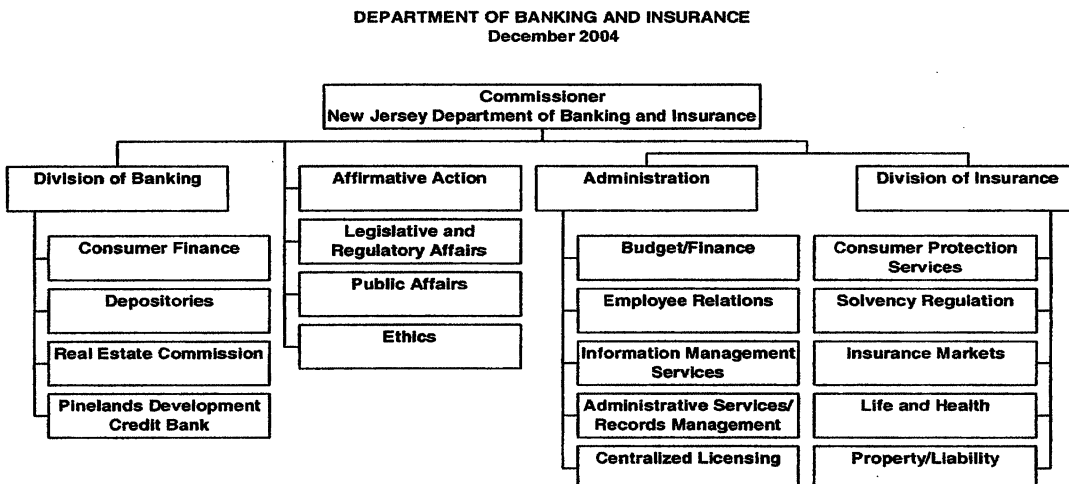 DEPARTMENT OF BANKING AND INSURANCE
December 2004
Commissioner
New Jersey Department of Banking and Insurance
Division of Banking
Consumer Finance
Depositories
Real Estate Commission
Pinelands Development
Credit Bank
Affirmative Action
Legislative and
Regulatory Affairs
Public Affairs
Ethics
Administration
Budget/Finance
Employee Relations
Information Management
Services
Administrative Services/
Records Management
Centralized Licensing
Division of Insurance
Consumer Protection
Services
Solvency Regulation
Insurance Markets
Life and Health
Property/Liability